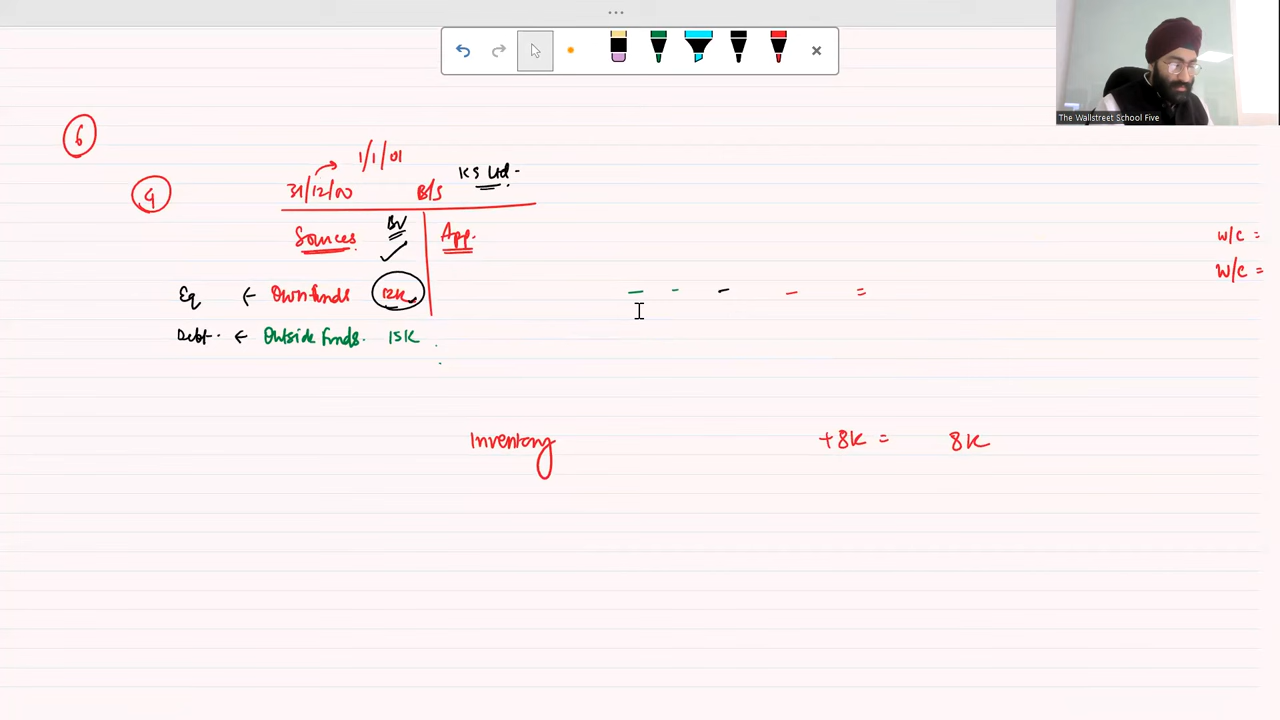 The Wallstreet School Five
6
1/1/01
4
31/12/00 B/S KS Ltd.
Sources BV App.
W/C =
W/C =
Eq ← Own funds 12K
- - - - =
Debt ← Outside Funds. 15K
Inventory +8K = 8K